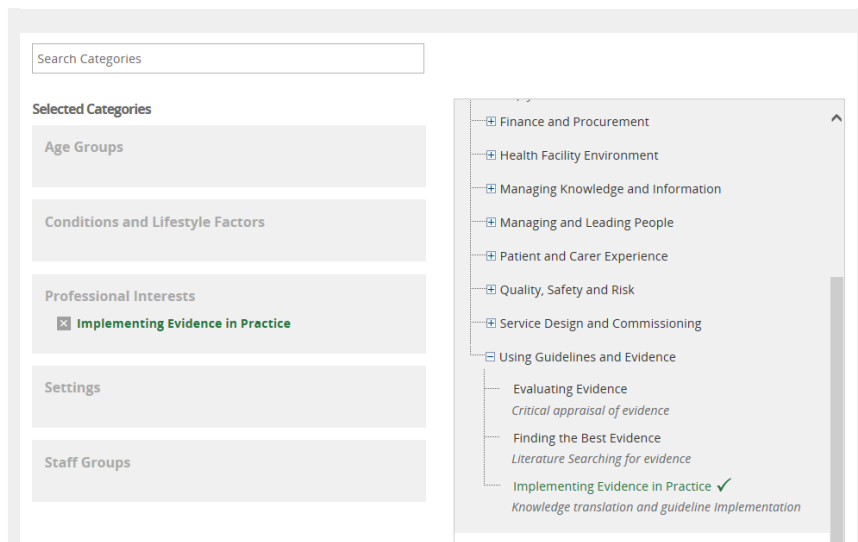 Search Categories
Selected Categories
Age Groups
Conditions and Lifestyle Factors
Professional Interests
Implementing Evidence in Practice
Settings
Staff Groups
Finance and Procurement
Health Facility Environment
Managing Knowledge and Information
Managing and Leading People
Patient and Carer Experience
Quality, Safety and Risk
Service Design and Commissioning
Using Guidelines and Evidence
Evaluating Evidence
Critical appraisal of evidence
Finding the Best Evidence
Literature Searching for evidence
Implementing Evidence in Practice
Knowledge translation and guideline Implementation